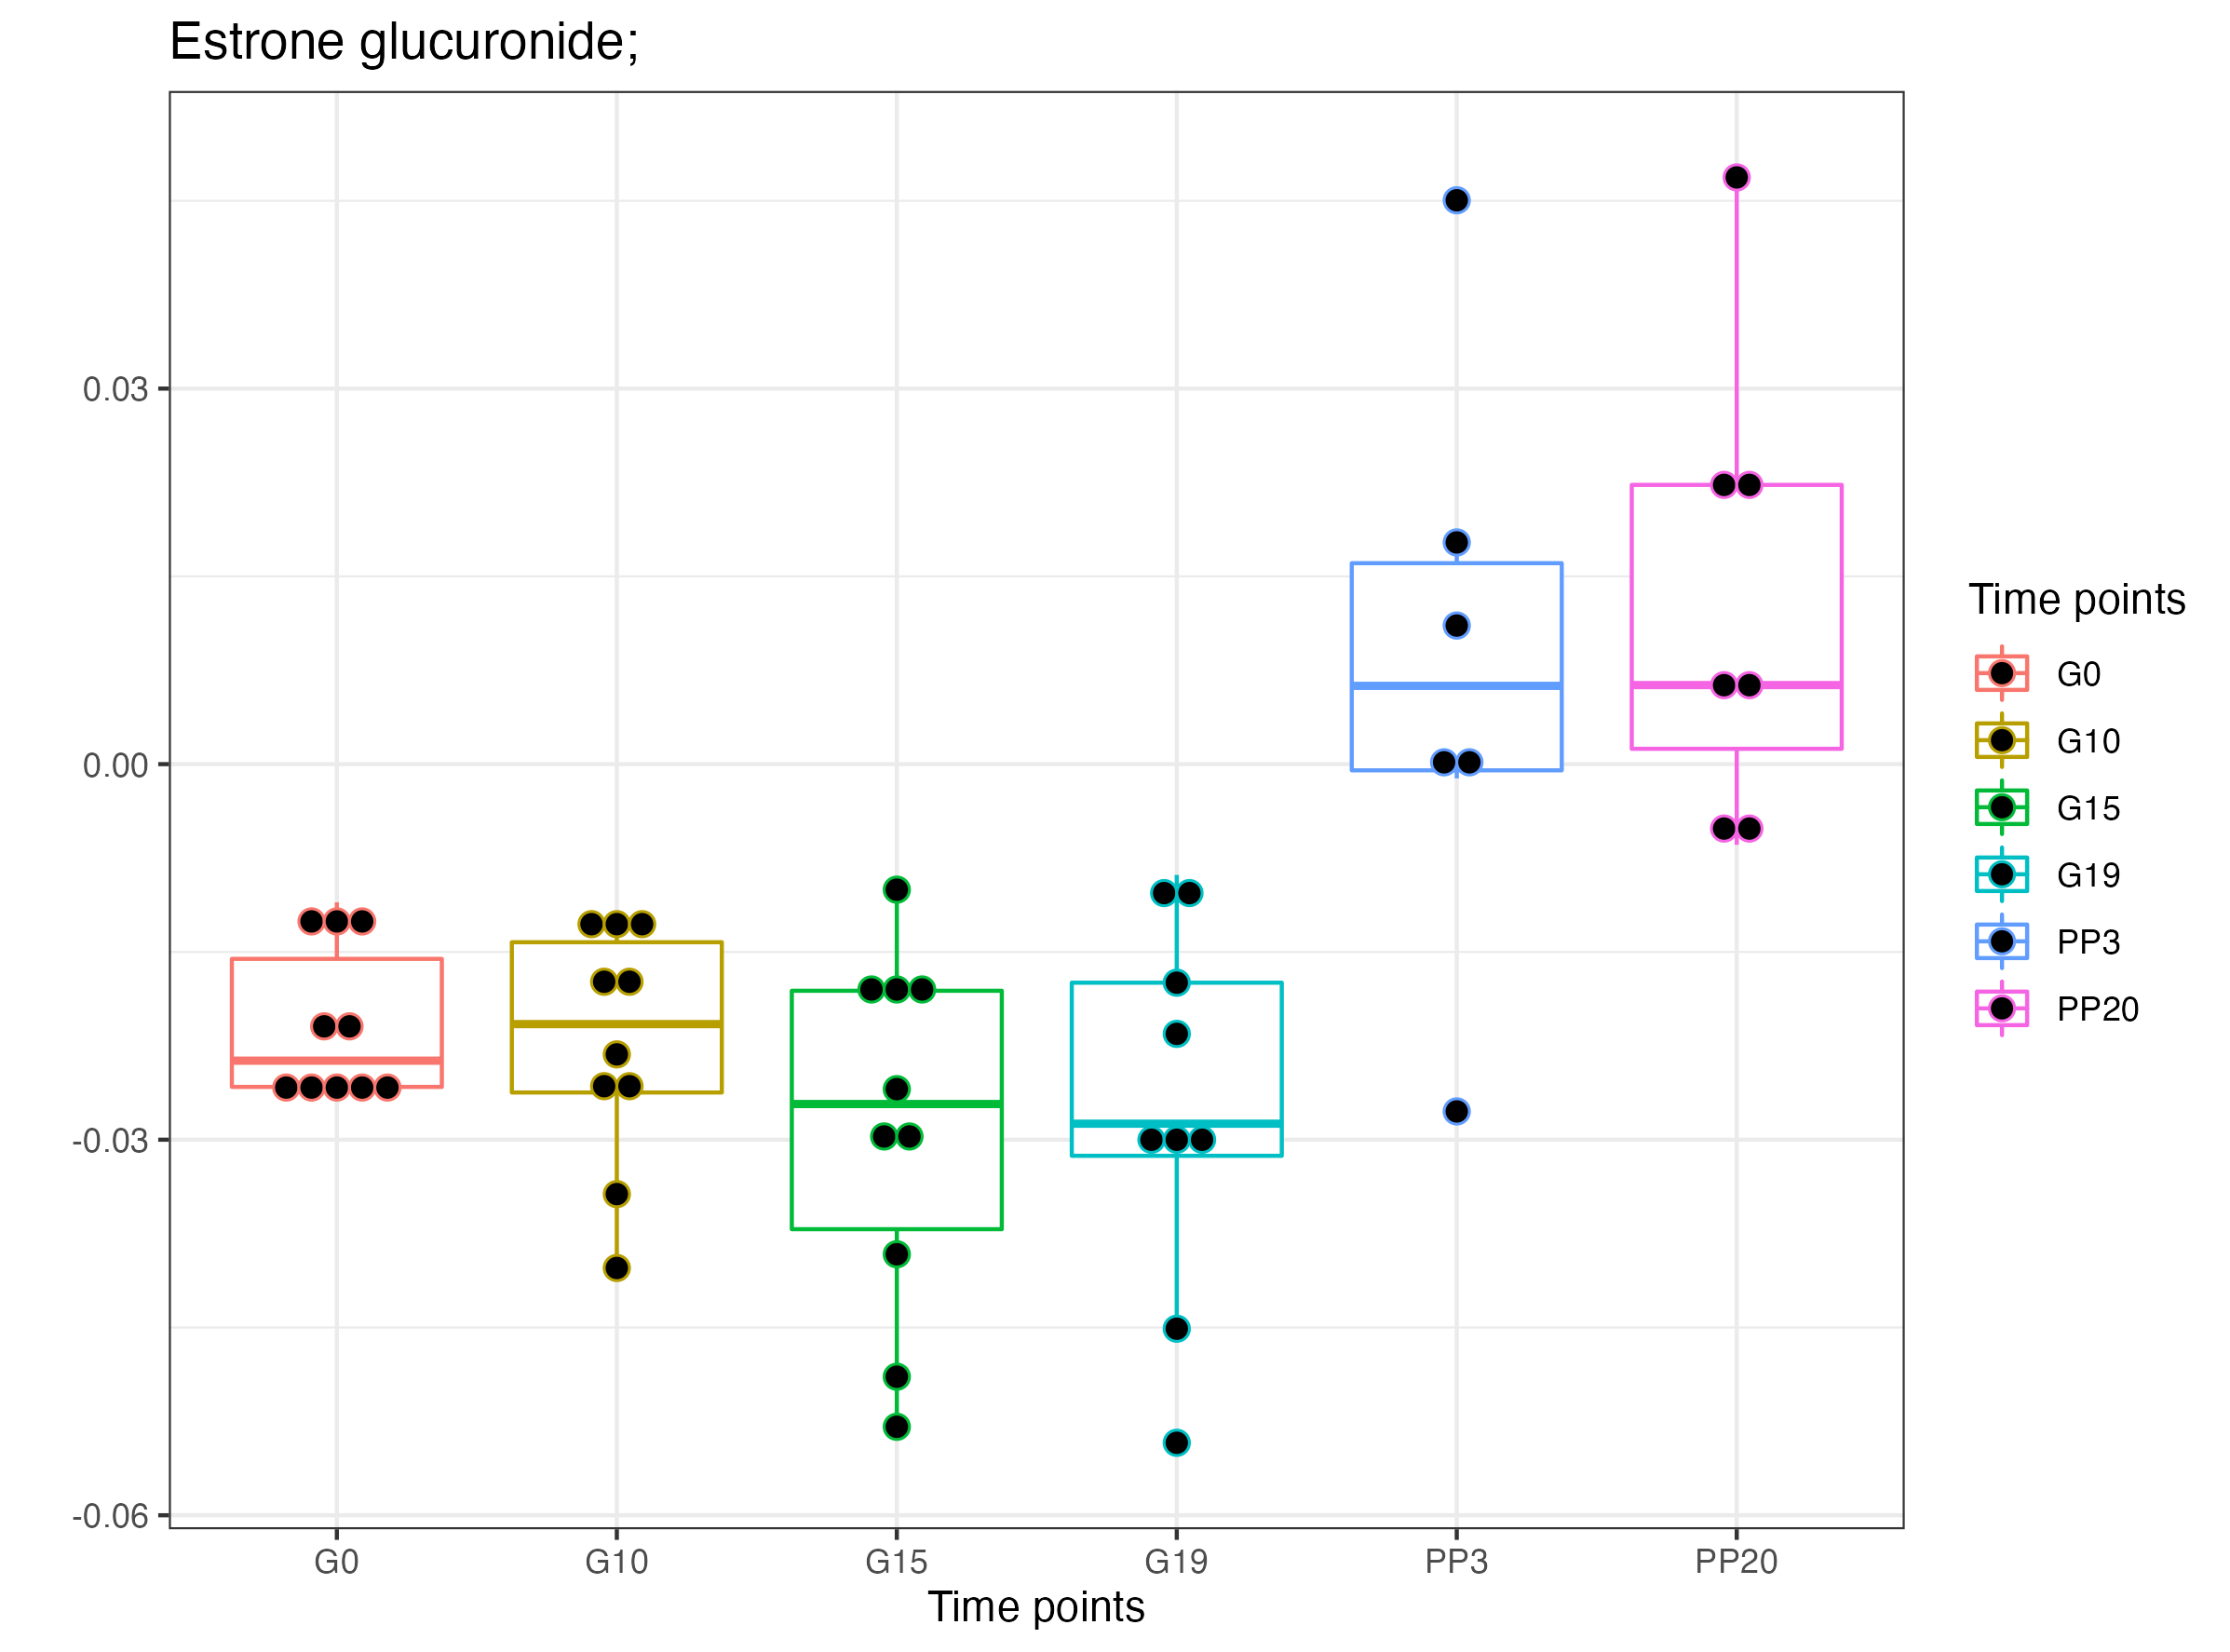 Estrone glucuronide;
0.03
0.00
-0.03
-0.06
G0 G10 G15 G19 PP3 PP20
Time points
Time points
G0
G10
G15
G19
PP3
PP20